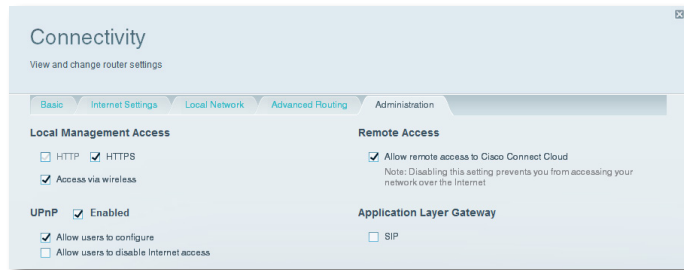 Connectivity
View and change router settings
Basic
Internet Settings
Local Network
Advanced Routing
Administration
Local Management Access
HTTP
HTTPS
Access via wireless
UPnP
Enabled
Allow users to configure
Allow users to disable Internet access
Remote Access
Allow remote access to Cisco Connect Cloud
Note: Disabling this setting prevents you from accessing your
network over the Internet
Application Layer Gateway
SIP